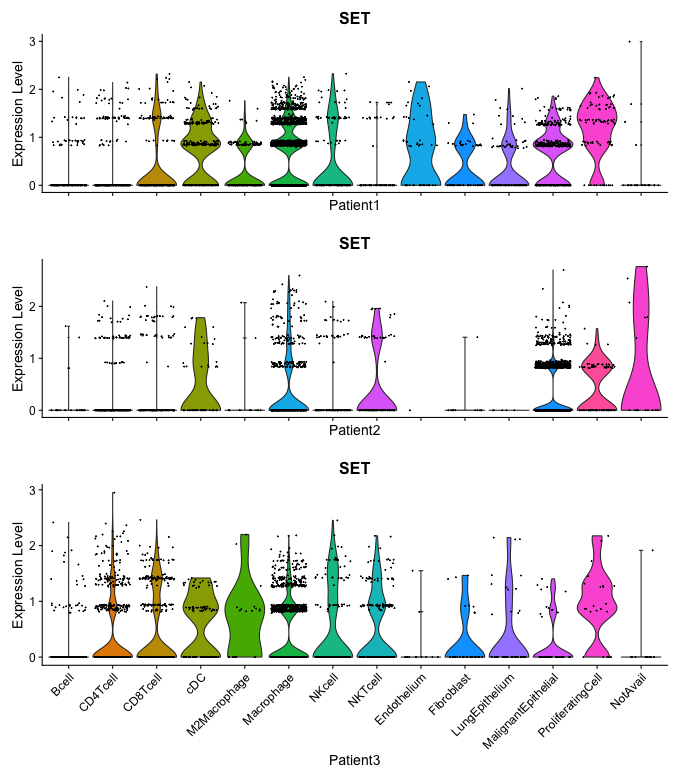 SET
3
2
1
0
Expression Level
Patient1
SET
2
1
0
Expression Level
Patient2
SET
3
2
1
0
Expression Level
Bcell
CD4Tcell
CD8Tcell
cDC
M2Macrophage
Macrophage
NKcell
NKTcell
Endothelium
Fibroblast
LungEpithelium
MalignantEpithelial
ProliferatingCell
NotAvail
Patient3